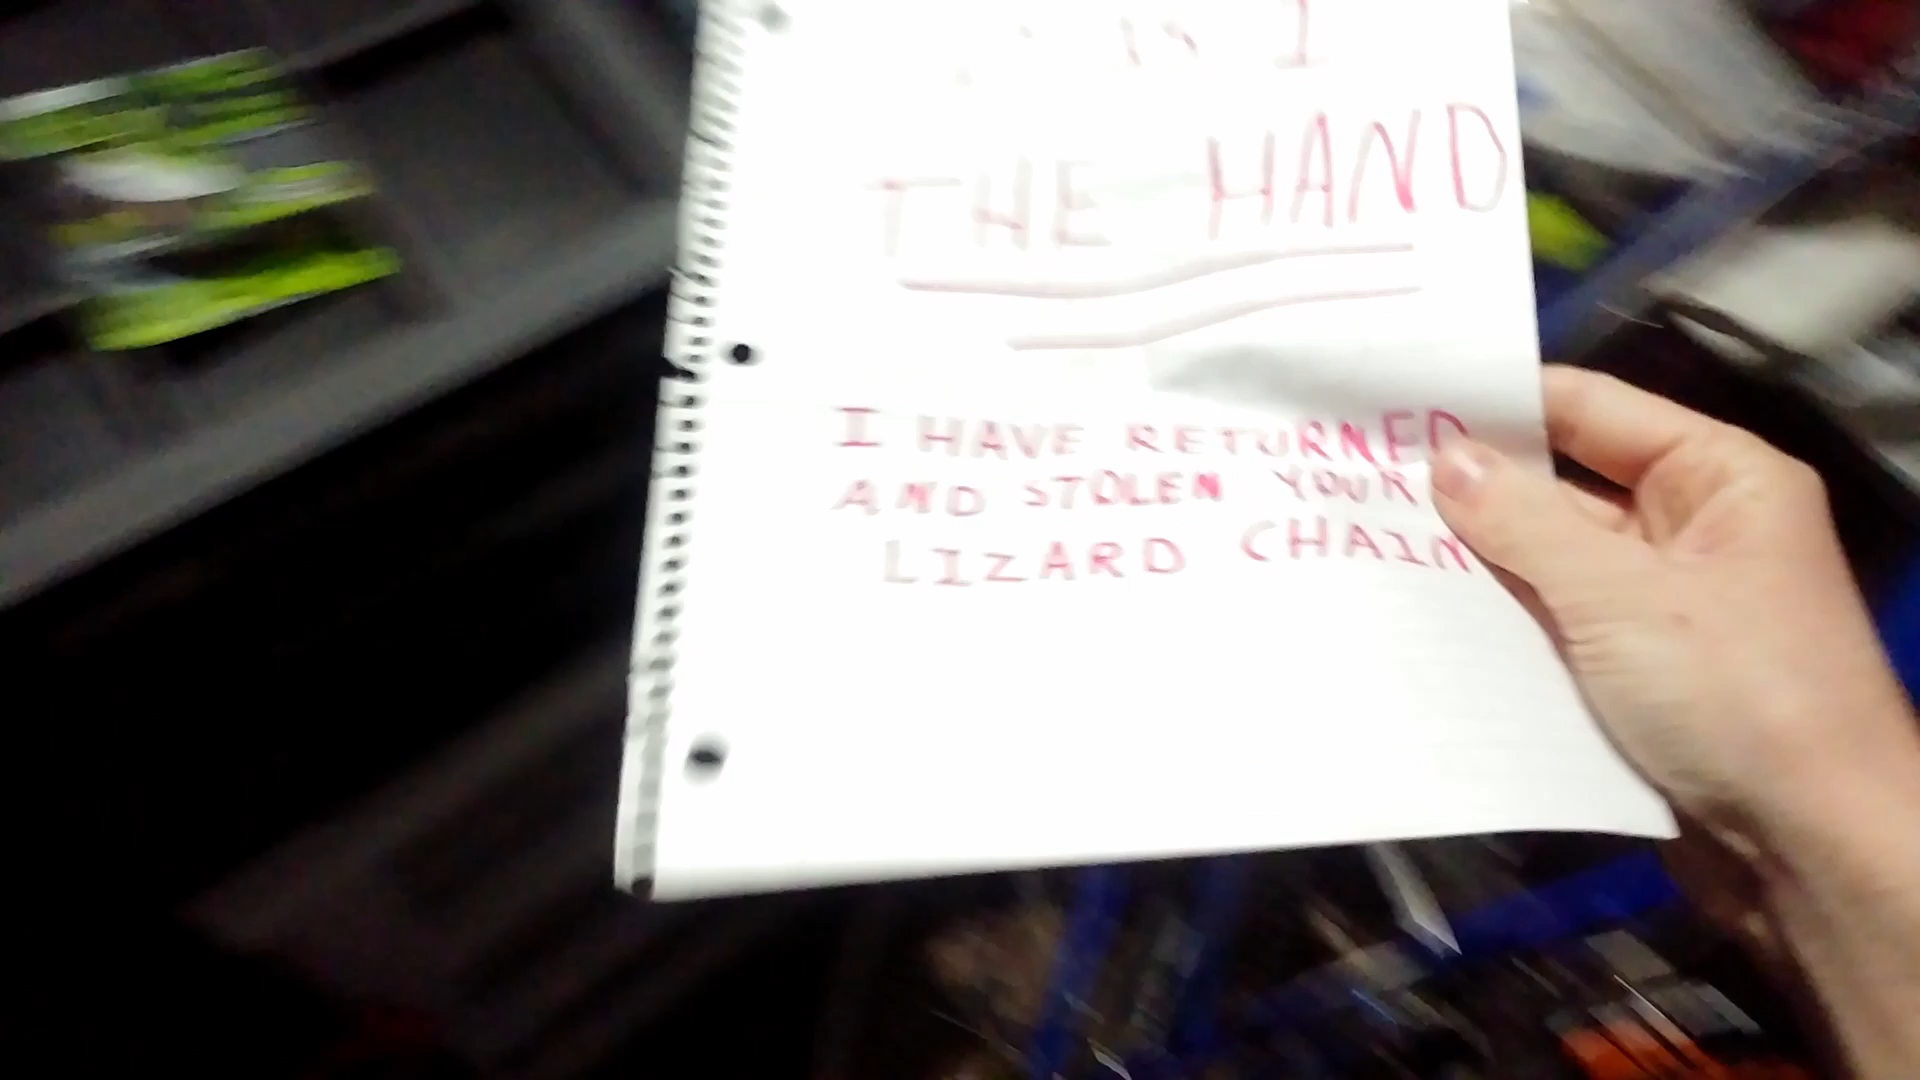 I
THE HAND
I HAVE RETURNED
AND STOLEN YOUR
LIZARD CHAIN